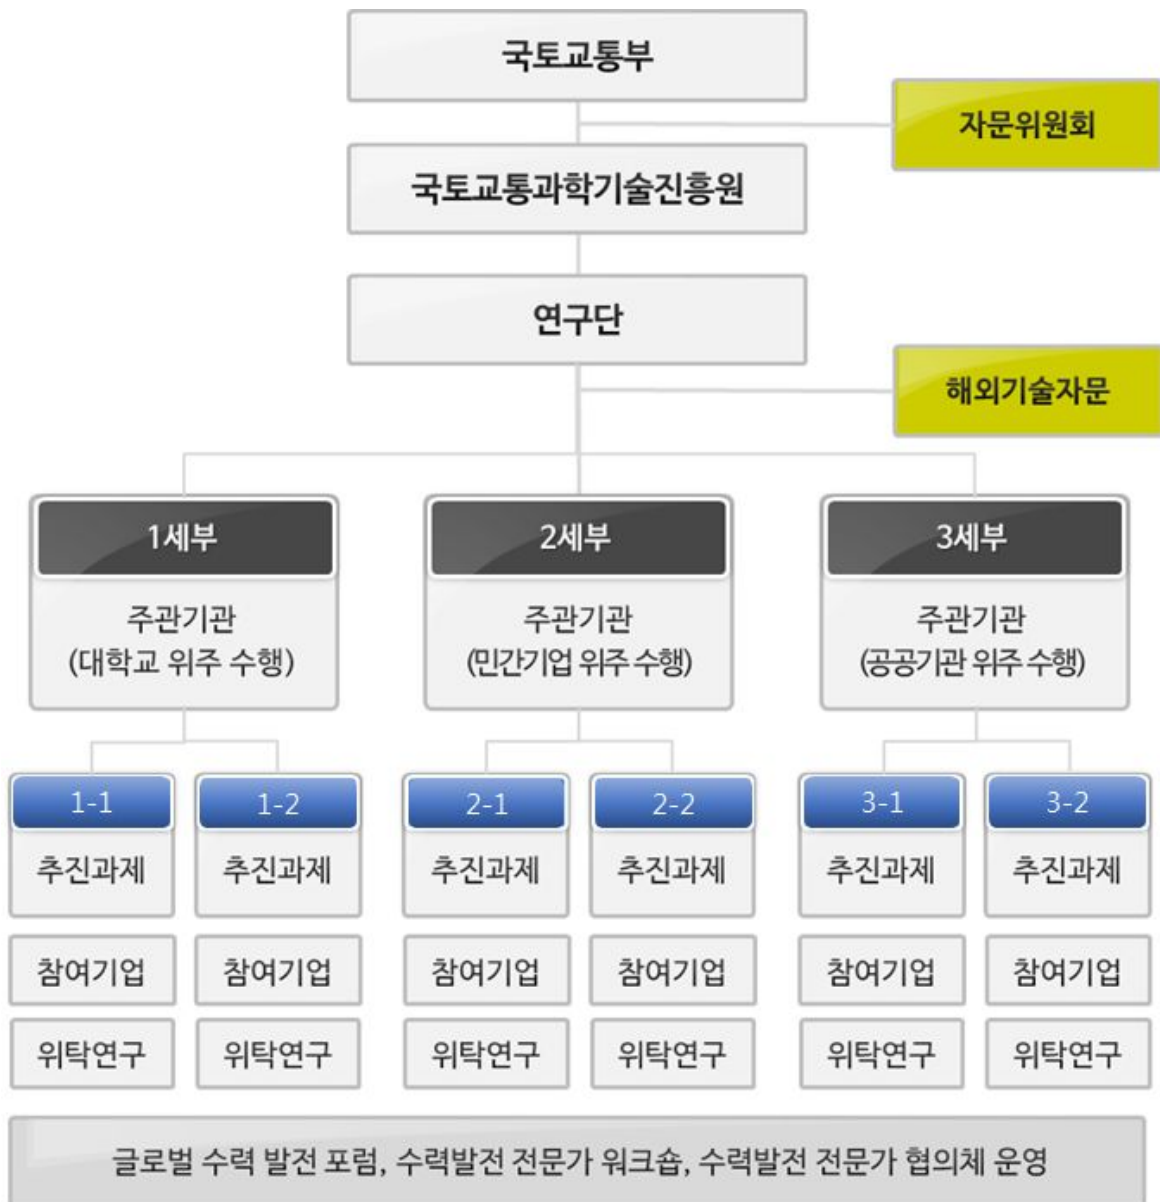 국토교통부
자문위원회
국토교통과학기술진흥원
연구단
해외기술자문
1세부
2세부
3세부
주관기관
(대학교 위주 수행)
주관기관
(민간기업 위주 수행)
주관기관
(공공기관 위주 수행)
1-1
1-2
2-1
2-2
3-1
3-2
추진과제
추진과제
추진과제
추진과제
추진과제
추진과제
참여기업
참여기업
참여기업
참여기업
참여기업
참여기업
위탁연구
위탁연구
위탁연구
위탁연구
위탁연구
위탁연구
글로벌 수력 발전 포럼, 수력발전 전문가 워크숍, 수력발전 전문가 협의체 운영